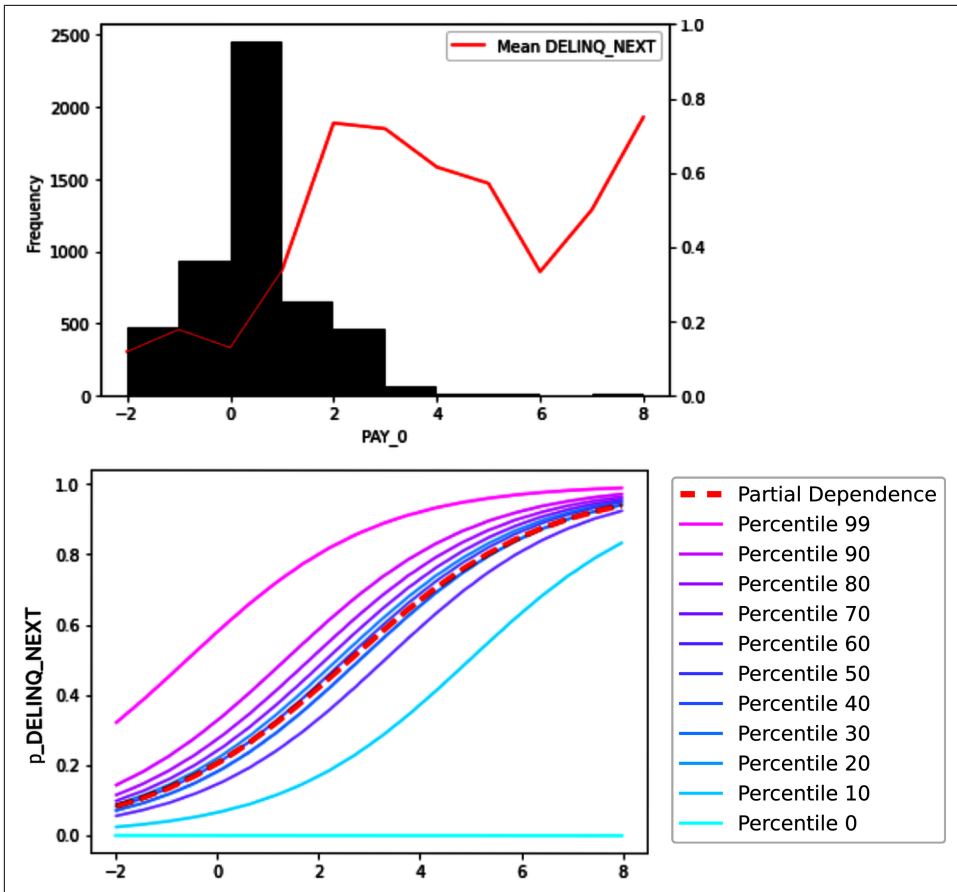 Mean DELINQ_NEXT
Frequency
2500
2000
1500
1000
500
0
1.0
0.8
0.6
0.4
0.2
0.0
−2 0 2 4 6 8
PAY_0
p_DELINQ_NEXT
1.0
0.8
0.6
0.4
0.2
0.0
−2 0 2 4 6 8
Partial Dependence
Percentile 99
Percentile 90
Percentile 80
Percentile 70
Percentile 60
Percentile 50
Percentile 40
Percentile 30
Percentile 20
Percentile 10
Percentile 0